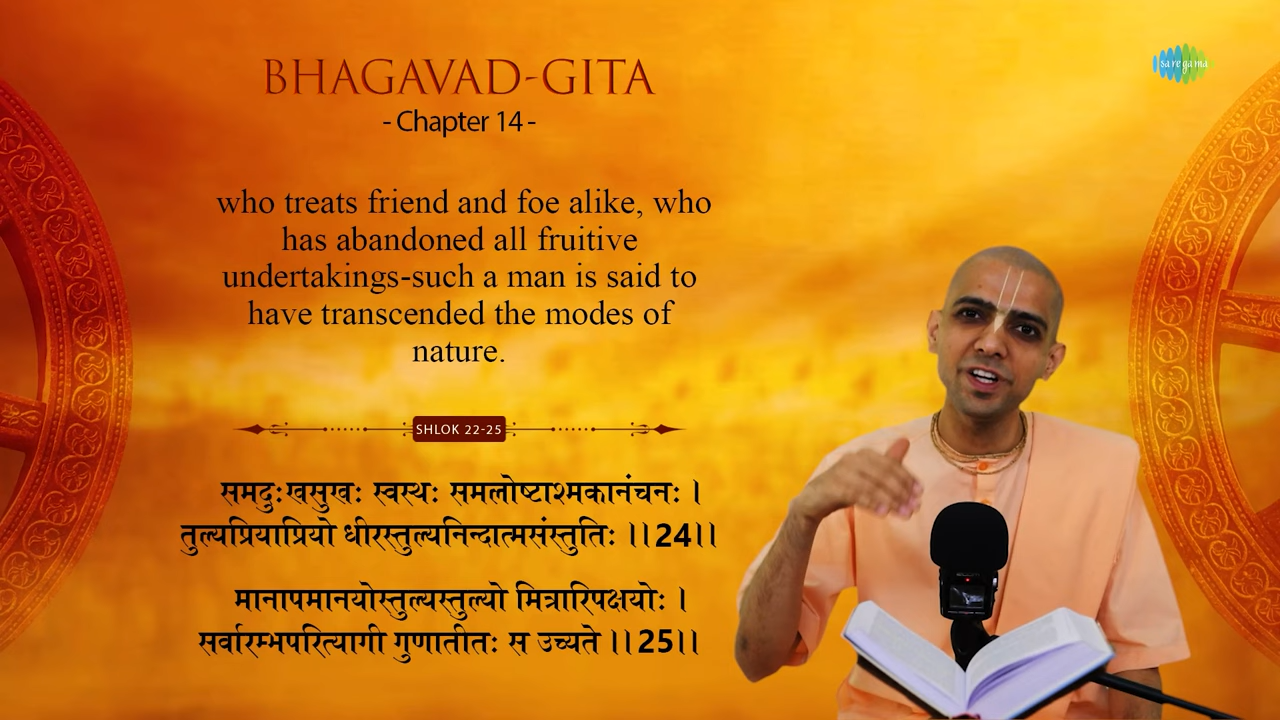 BHAGAVAD-GITA
saregama
- Chapter 14 -
who treats friend and foe alike, who
has abandoned all fruitive
undertakings-such a man is said to
have transcended the modes of
nature.
SHLOK 22-25
समदुःखसुखः स्वस्थः समलोष्टाश्मकानंचनः ।
तुल्यप्रियाप्रियो धीरस्तुल्यनिन्दात्मसंस्तुतिः ।।24।।
मानापमानयोस्तुल्यस्तुल्यो मित्रारिपक्षयोः ।
सर्वारम्भपरित्यागी गुणातीतः स उच्यते ।।25।।